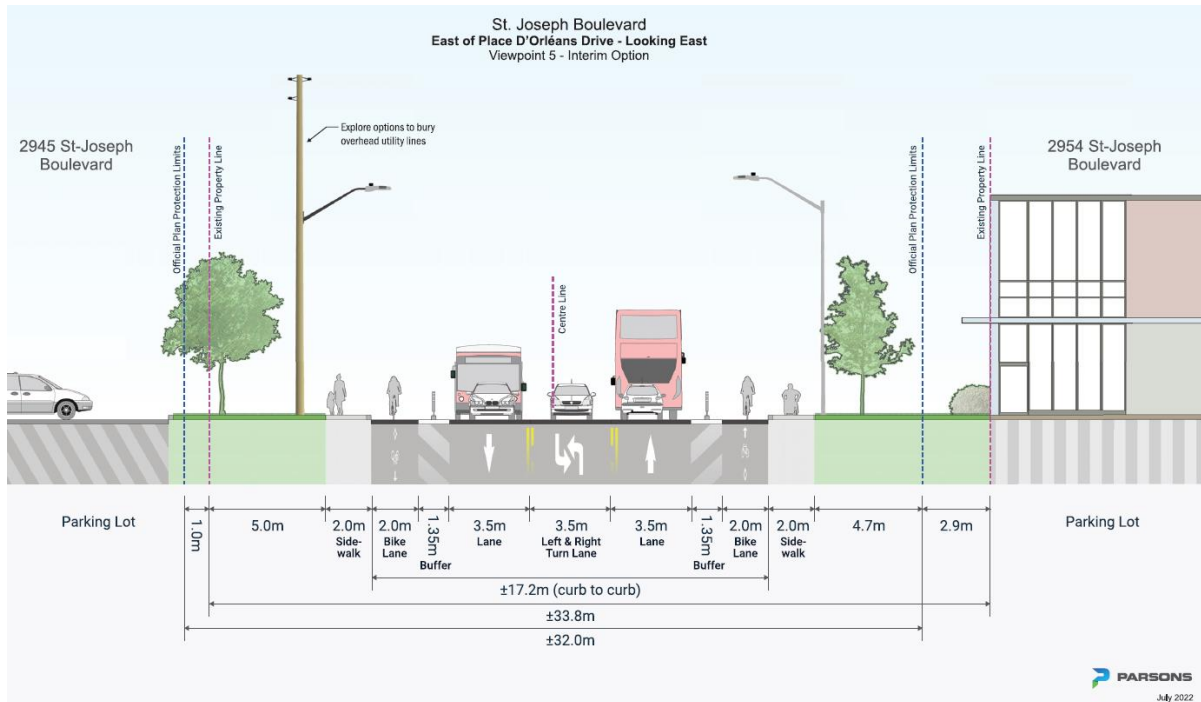 St. Joseph Boulevard
East of Place D'Orléans Drive - Looking East
Viewpoint 5 - Interim Option
2945 St-Joseph
Boulevard
Official Plan Protection Limits
Existing Property Line
Explore options to bury
overhead utility lines
Centre Line
Official Plan Protection Limits
Existing Property Line
2954 St-Joseph
Boulevard
Parking Lot
1.0m
5.0m
2.0m
Side-
walk
2.0m
Bike
Lane
1.35m
Buffer
3.5m
Lane
3.5m
Left & Right
Turn Lane
3.5m
Lane
1.35m
Buffer
2.0m
Bike
Lane
2.0m
Side-
walk
4.7m
2.9m
Parking Lot
±17.2m (curb to curb)
±33.8m
±32.0m
PARSONS
July 2022